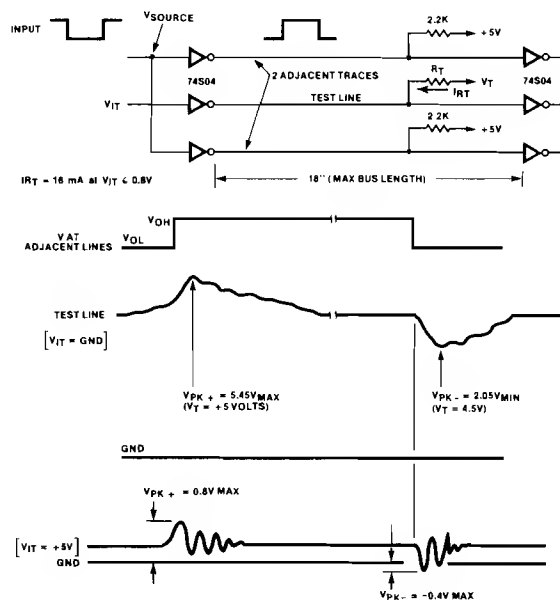 INPUT
VSOURCE
2.2K
+5V
74S04
2 ADJACENT TRACES
RT
VT
IRT
74S04
VIT
TEST LINE
2.2K
+5V
IRT = 16 mA at VIT ≤ 0.8V
18'' (MAX BUS LENGTH)
VOH
V AT
ADJACENT LINES
VOL
TEST LINE
[VIT = GND]
VPK + = 5.45VMAX
(VT = +5 VOLTS)
VPK- = 2.05VMIN
(VT = 4.5V)
GND
VPK + = 0.8V MAX
[VIT = +5V]
GND
VPK- = -0.4V MAX